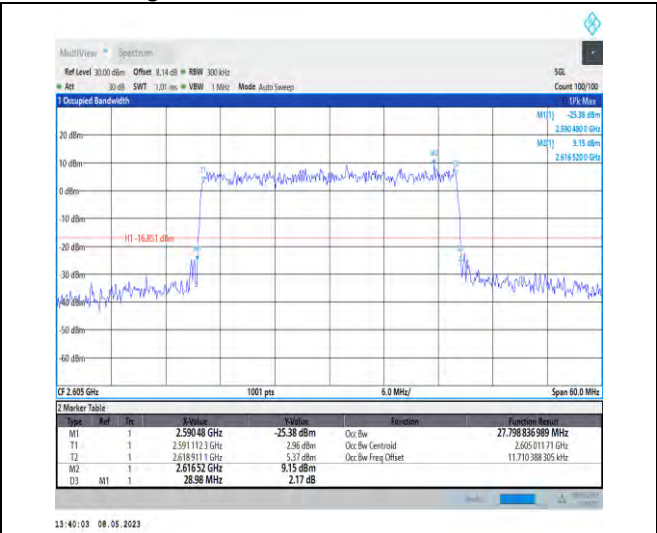 MultiView Spectrum
Ref Level 30.00 dBm Offset 8.14 dB RBW 300 kHz SGL
Att 30 dB SWT 1.01 ms VBW 1 MHz Mode Auto Sweep Count 100/100
1 Occupied Bandwidth 1Pk Max
M1[1] -25.38 dBm
2.590 480 0 GHz
M2[1] 9.15 dBm
2.616 520 0 GHz
20 dBm
10 dBm
0 dBm
-10 dBm
H1 -16.851 dBm
-20 dBm
-30 dBm
-40 dBm
-50 dBm
-60 dBm
CF 2.605 GHz 1001 pts 6.0 MHz/ Span 60.0 MHz
2 Marker Table
Type Ref Trc X-Value Y-Value Function Function Result
M1 1 2.590 48 GHz -25.38 dBm Occ Bw 27.798 836 989 MHz
T1 1 2.591 112 3 GHz 2.96 dBm Occ Bw Centroid 2.605 011 71 GHz
T2 1 2.618 911 1 GHz 5.37 dBm Occ Bw Freq Offset 11.710 388 305 kHz
M2 1 2.616 52 GHz 9.15 dBm
D3 M1 1 28.98 MHz 2.17 dB
13:40:03 08.05.2023